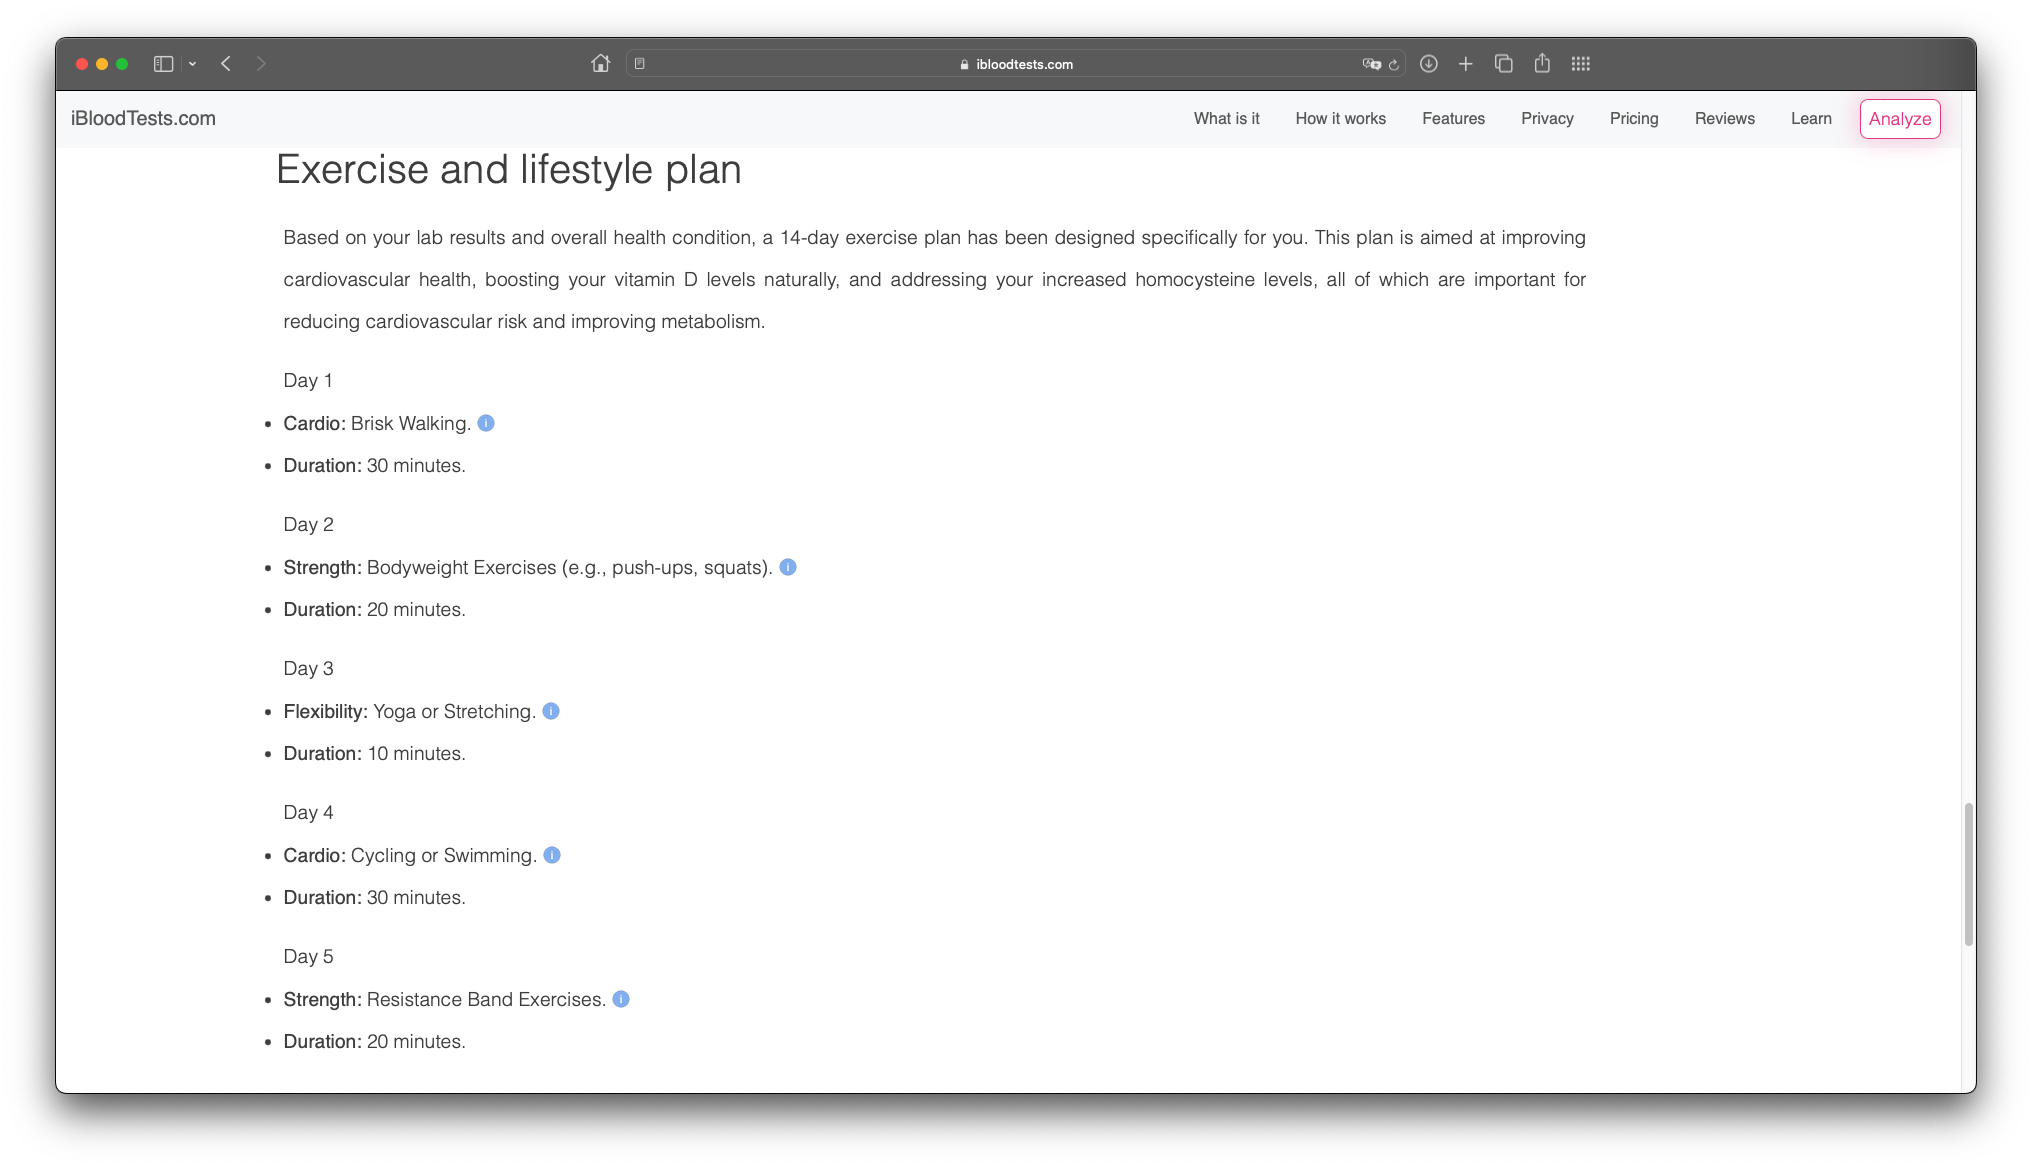 ibloodtests.com
iBloodTests.com
What is it
How it works
Features
Privacy
Pricing
Reviews
Learn
Analyze
Exercise and lifestyle plan
Based on your lab results and overall health condition, a 14-day exercise plan has been designed specifically for you. This plan is aimed at improving
cardiovascular health, boosting your vitamin D levels naturally, and addressing your increased homocysteine levels, all of which are important for
reducing cardiovascular risk and improving metabolism.
Day 1
• Cardio: Brisk Walking. i
• Duration: 30 minutes.
Day 2
• Strength: Bodyweight Exercises (e.g., push-ups, squats). i
• Duration: 20 minutes.
Day 3
• Flexibility: Yoga or Stretching. i
• Duration: 10 minutes.
Day 4
• Cardio: Cycling or Swimming. i
• Duration: 30 minutes.
Day 5
• Strength: Resistance Band Exercises. i
• Duration: 20 minutes.